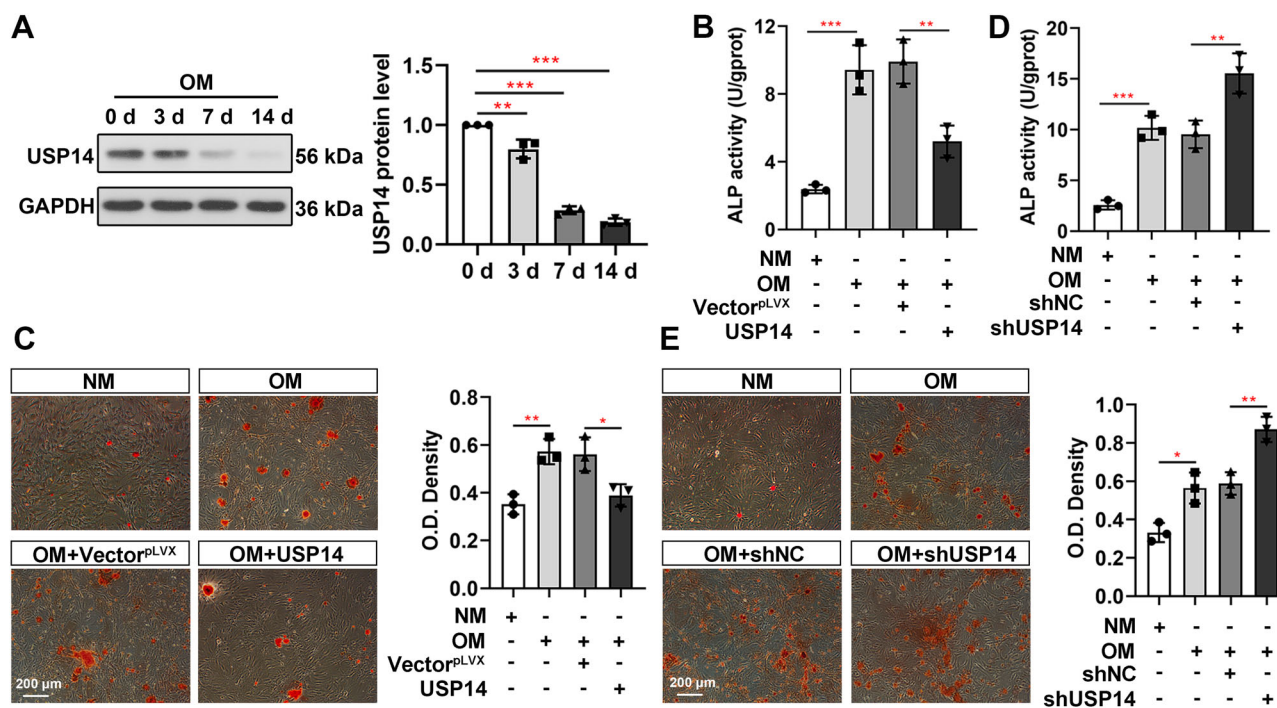 A
OM
0 d 3 d 7 d 14 d
USP14 56 kDa
GAPDH 36 kDa
USP14 protein level
1.5
1.0
0.5
0.0
***
***
**
0 d 3 d 7 d 14 d
B
ALP activity (U/gprot)
12
9
6
3
0
*** **
NM + - - -
OM - + + +
VectorpLVX - - + -
USP14 - - - +
D
ALP activity (U/gprot)
20
15
10
5
0
*** **
NM + - - -
OM - + + +
shNC - - + -
shUSP14 - - - +
C
NM OM
OM+VectorpLVX OM+USP14
200 μm
O.D. Density
0.8
0.6
0.4
0.2
0.0
** *
NM + - - -
OM - + + +
VectorpLVX - - + -
USP14 - - - +
E
NM OM
OM+shNC OM+shUSP14
200 μm
O.D. Density
1.0
0.8
0.6
0.4
0.2
0.0
* **
NM + - - -
OM - + + +
shNC - - + -
shUSP14 - - - +